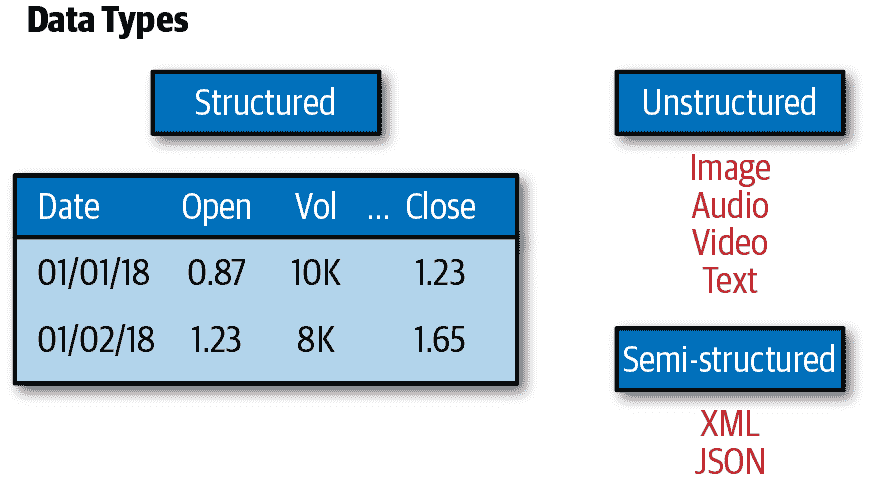 Data Types
Structured
Date Open Vol ... Close
01/01/18 0.87 10K 1.23
01/02/18 1.23 8K 1.65
Unstructured
Image
Audio
Video
Text
Semi-structured
XML
JSON